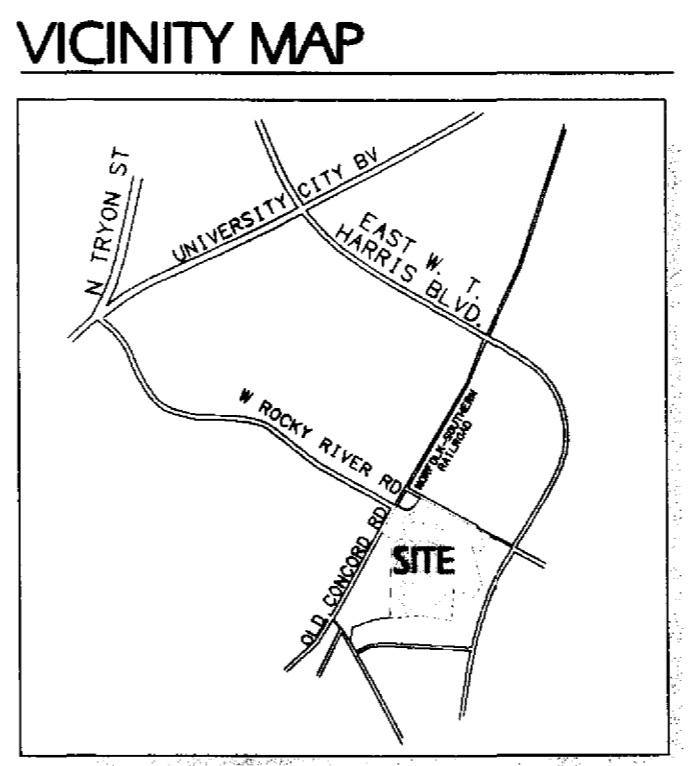 VICINITY MAP
N TRYON ST
UNIVERSITY CITY BV
EAST W. T.
HARRIS BLVD.
W ROCKY RIVER RD
NORFOLK-SOUTHERN
RAILROAD
OLD CONCORD RD
SITE